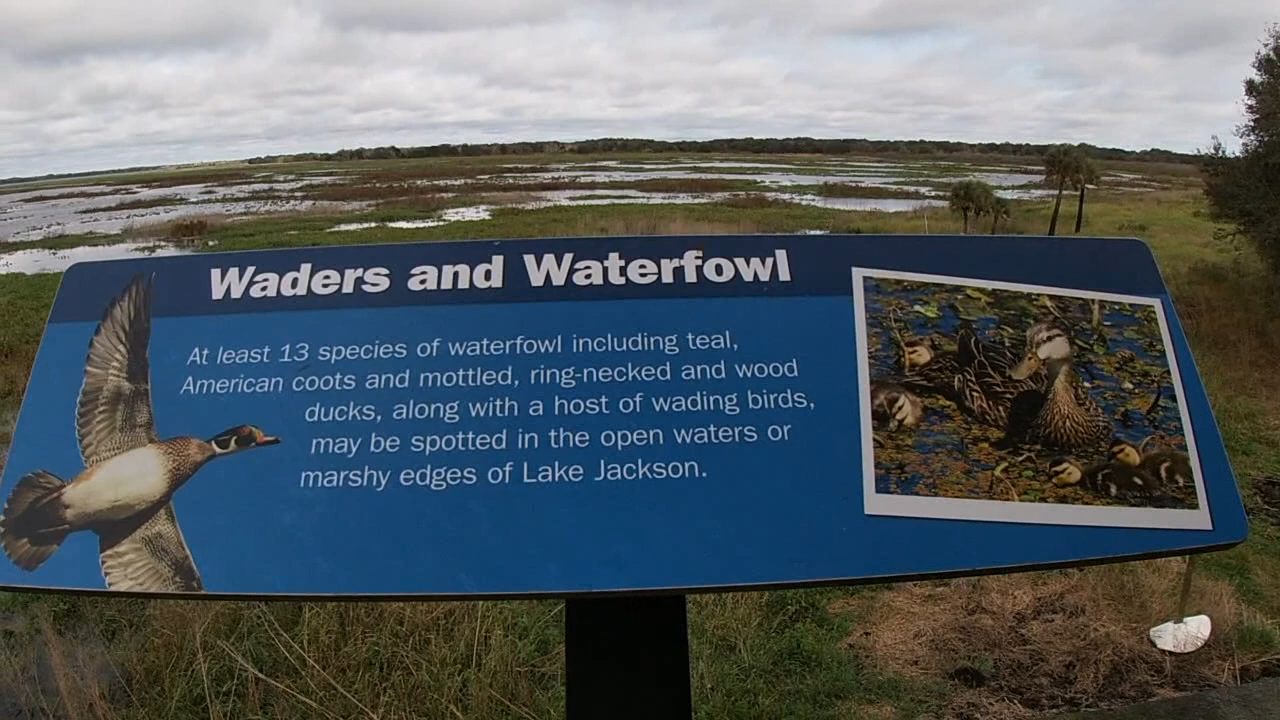 Waders and Waterfowl
At least 13 species of waterfowl including teal,
American coots and mottled, ring-necked and wood
ducks, along with a host of wading birds,
may be spotted in the open waters or
marshy edges of Lake Jackson.